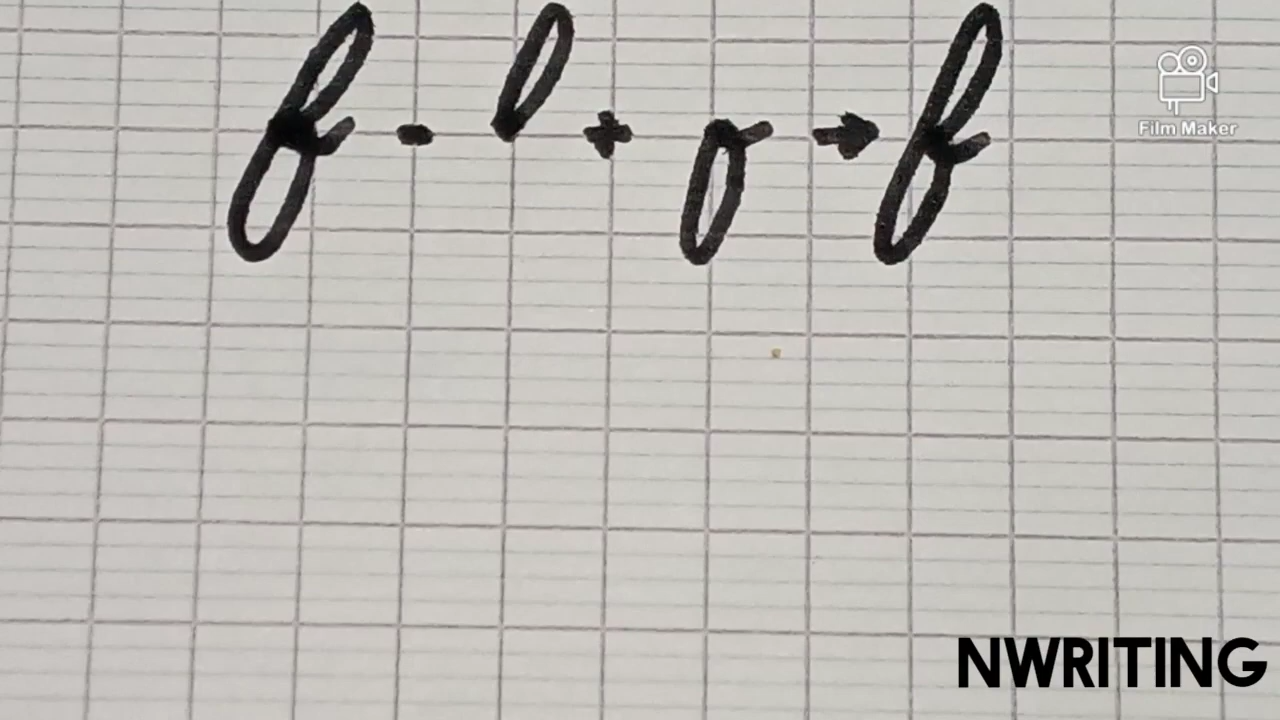 f - l + o → f
Film Maker
NWRITING